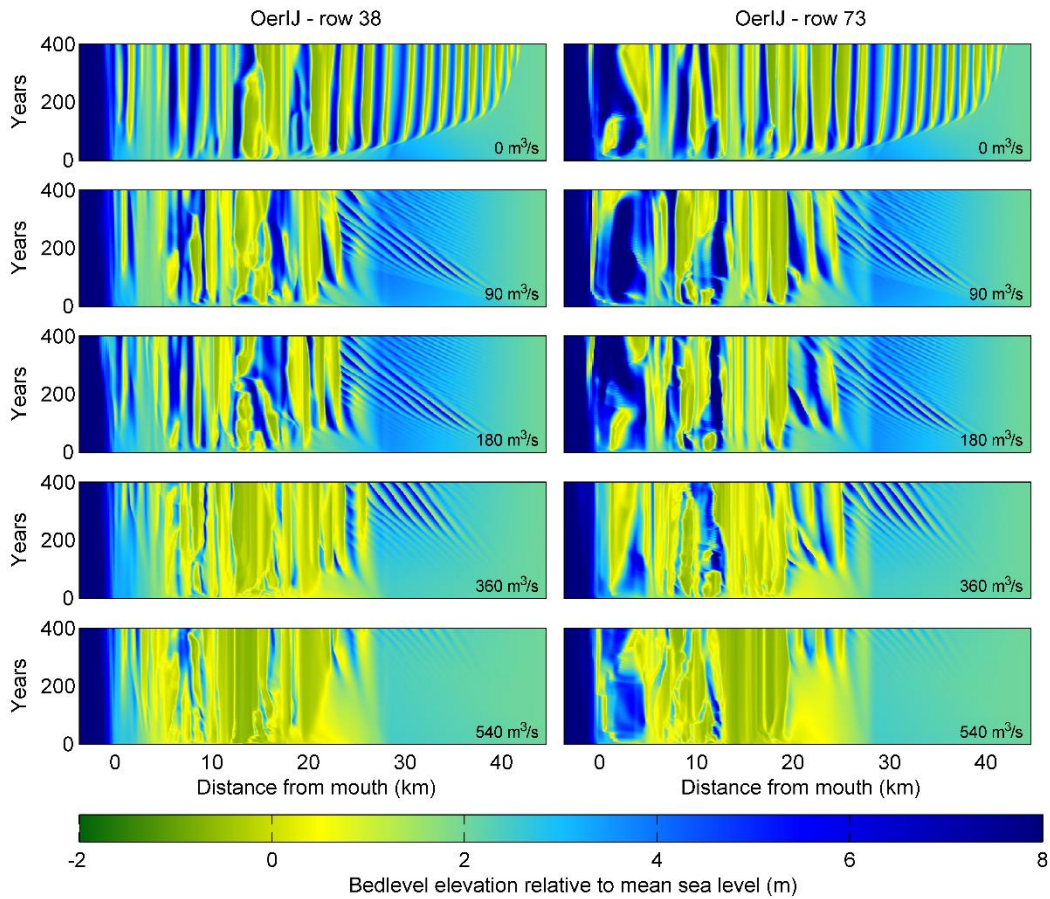 OerIJ - row 38
OerIJ - row 73
Years
400
200
0
0 m³/s
0 m³/s
Years
400
200
0
90 m³/s
90 m³/s
Years
400
200
0
180 m³/s
180 m³/s
Years
400
200
0
360 m³/s
360 m³/s
Years
400
200
0
540 m³/s
540 m³/s
0 10 20 30 40
0 10 20 30 40
Distance from mouth (km)
Distance from mouth (km)
-2 0 2 4 6 8
Bedlevel elevation relative to mean sea level (m)